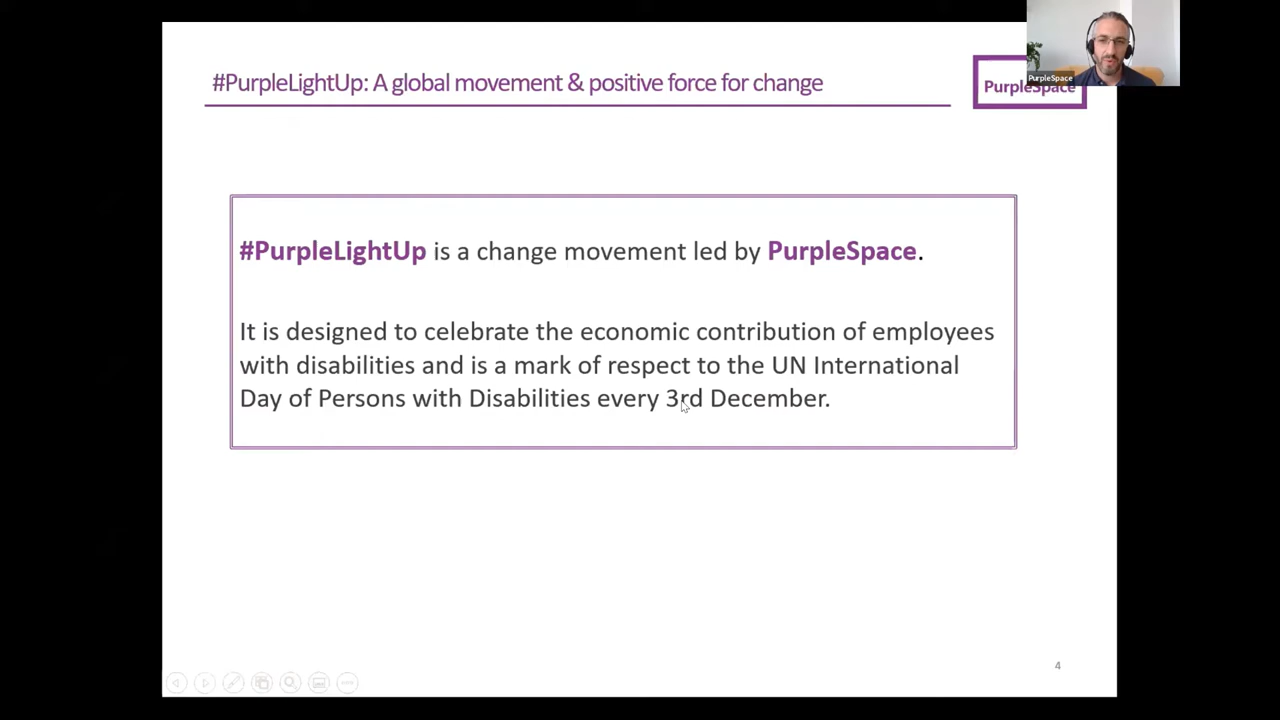 #PurpleLightUp: A global movement & positive force for change
PurpleSpace
PurpleSpace
#PurpleLightUp is a change movement led by PurpleSpace.
It is designed to celebrate the economic contribution of employees
with disabilities and is a mark of respect to the UN International
Day of Persons with Disabilities every 3rd December.
4